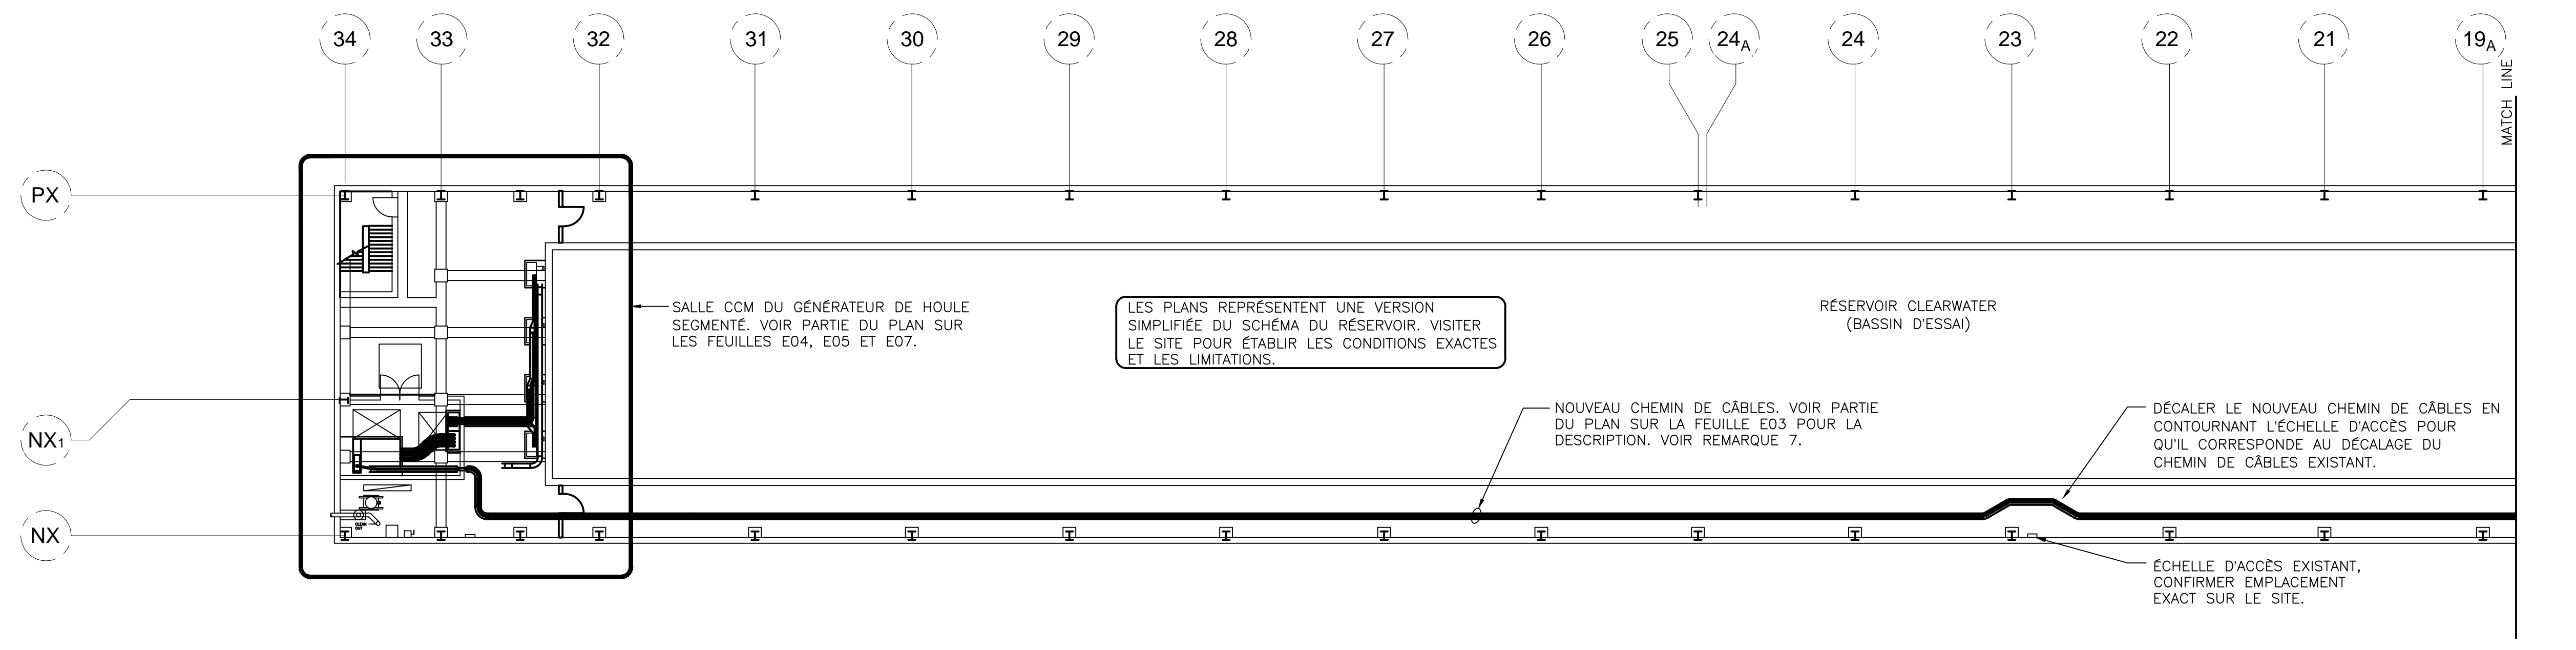 34 33 32 31 30 29 28 27 26 25 24A 24 23 22 21 19A
MATCH LINE
PX
NX1
NX
SALLE CCM DU GÉNÉRATEUR DE HOULE
SEGMENTÉ. VOIR PARTIE DU PLAN SUR
LES FEUILLES E04, E05 ET E07.
LES PLANS REPRÉSENTENT UNE VERSION
SIMPLIFIÉE DU SCHÉMA DU RÉSERVOIR. VISITER
LE SITE POUR ÉTABLIR LES CONDITIONS EXACTES
ET LES LIMITATIONS.
RÉSERVOIR CLEARWATER
(BASSIN D'ESSAI)
NOUVEAU CHEMIN DE CÂBLES. VOIR PARTIE
DU PLAN SUR LA FEUILLE E03 POUR LA
DESCRIPTION. VOIR REMARQUE 7.
DÉCALER LE NOUVEAU CHEMIN DE CÂBLES EN
CONTOURNANT L'ÉCHELLE D'ACCÈS POUR
QU'IL CORRESPONDE AU DÉCALAGE DU
CHEMIN DE CÂBLES EXISTANT.
CLEAN
OUT
ÉCHELLE D'ACCÈS EXISTANT,
CONFIRMER EMPLACEMENT
EXACT SUR LE SITE.